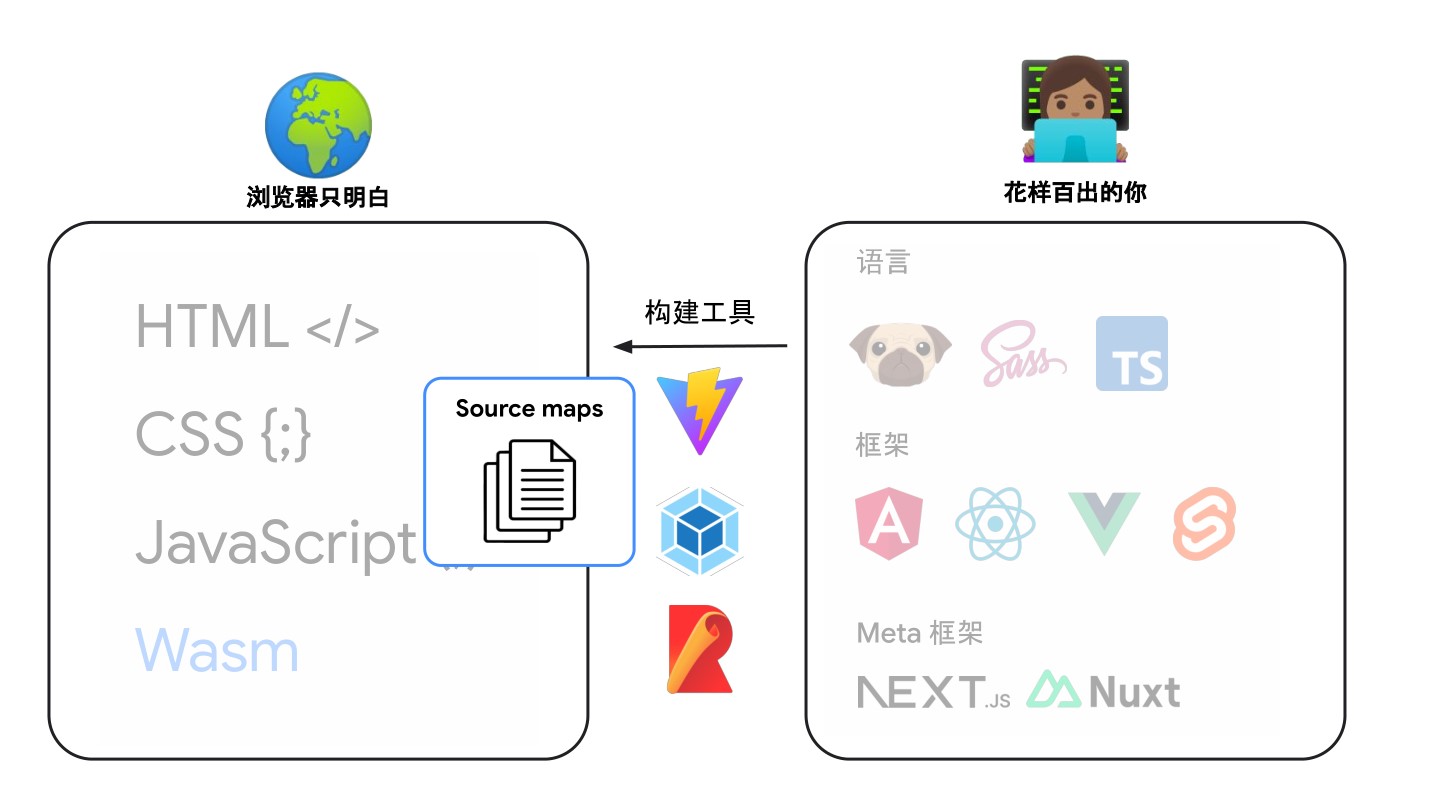 浏览器只明白
花样百出的你
HTML </>
CSS {;}
JavaScript
Wasm
Source maps
构建工具
语言
Sass
TS
框架
A
Meta 框架
NEXT.JS
Nuxt